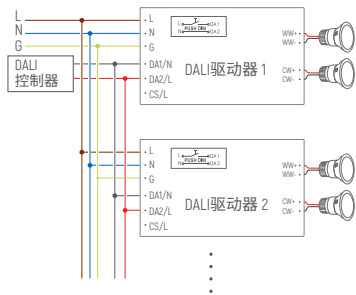 L
N
G
DALI
控制器
L
N
G
DA1/N
DA2/L
CS/L
L DA1
PUSH DIM
N DA2
DALI驱动器 1
WW+
WW-
CW+
CW-
L
N
G
DA1/N
DA2/L
CS/L
L DA1
PUSH DIM
N DA2
DALI驱动器 2
WW+
WW-
CW+
CW-